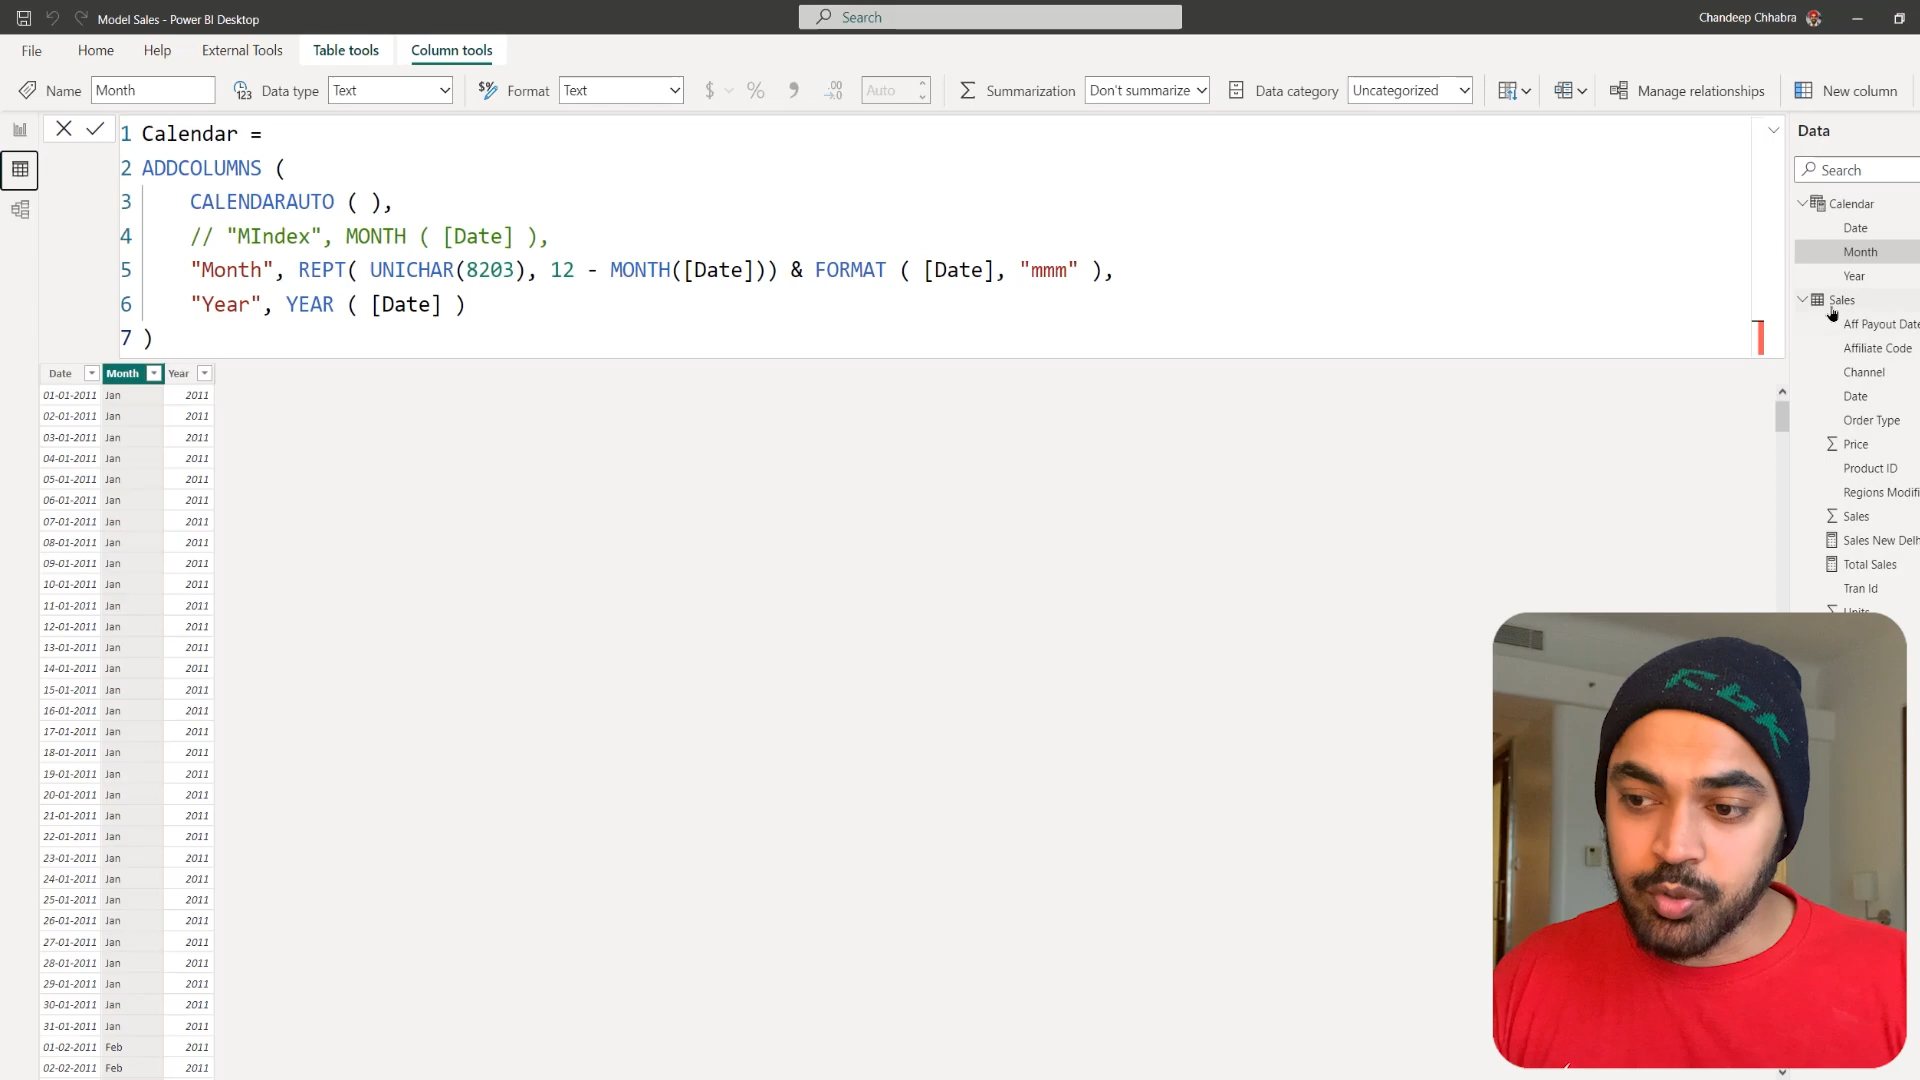 Model Sales - Power BI Desktop
Search
Chandeep Chhabra
File Home Help External Tools Table tools Column tools
Name Month Data type Text Format Text $ % Auto Summarization Don't summarize Data category Uncategorized Manage relationships New column
1 Calendar =
2 ADDCOLUMNS (
3 CALENDARAUTO ( ),
4 // "MIndex", MONTH ( [Date] ),
5 "Month", REPT( UNICHAR(8203), 12 - MONTH([Date])) & FORMAT ( [Date], "mmm" ),
6 "Year", YEAR ( [Date] )
7 )
Date Month Year
01-01-2011 Jan 2011
02-01-2011 Jan 2011
03-01-2011 Jan 2011
04-01-2011 Jan 2011
05-01-2011 Jan 2011
06-01-2011 Jan 2011
07-01-2011 Jan 2011
08-01-2011 Jan 2011
09-01-2011 Jan 2011
10-01-2011 Jan 2011
11-01-2011 Jan 2011
12-01-2011 Jan 2011
13-01-2011 Jan 2011
14-01-2011 Jan 2011
15-01-2011 Jan 2011
16-01-2011 Jan 2011
17-01-2011 Jan 2011
18-01-2011 Jan 2011
19-01-2011 Jan 2011
20-01-2011 Jan 2011
21-01-2011 Jan 2011
22-01-2011 Jan 2011
23-01-2011 Jan 2011
24-01-2011 Jan 2011
25-01-2011 Jan 2011
26-01-2011 Jan 2011
27-01-2011 Jan 2011
28-01-2011 Jan 2011
29-01-2011 Jan 2011
30-01-2011 Jan 2011
31-01-2011 Jan 2011
01-02-2011 Feb 2011
02-02-2011 Feb 2011
Data
Search
Calendar
Date
Month
Year
Sales
Aff Payout Date
Affiliate Code
Channel
Date
Order Type
Price
Product ID
Regions Modifi
Sales
Sales New Delh
Total Sales
Tran Id